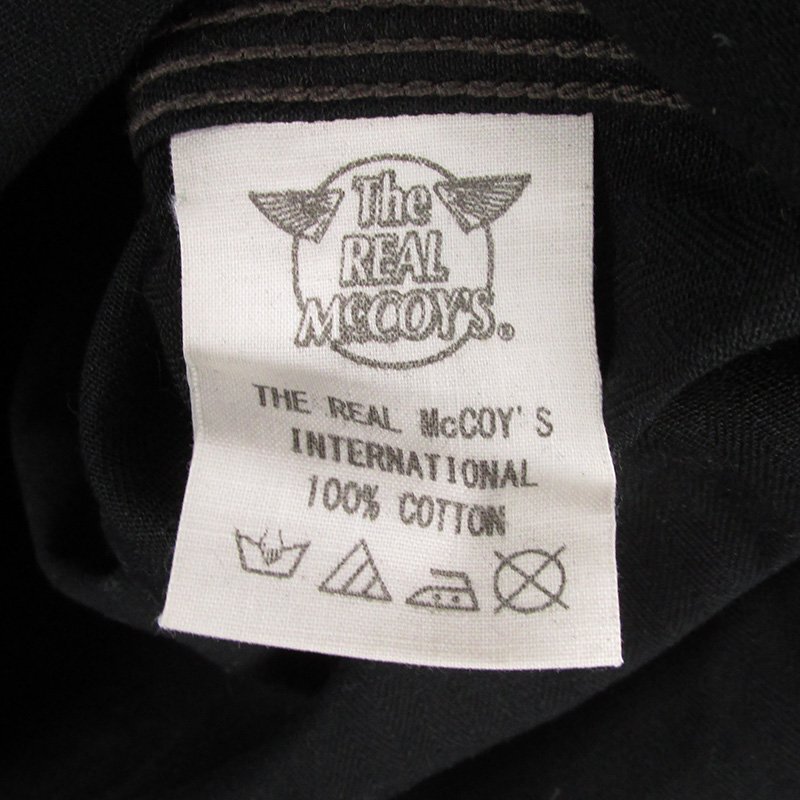 The
REAL
McCOY'S®
THE REAL McCOY'S
INTERNATIONAL
100% COTTON